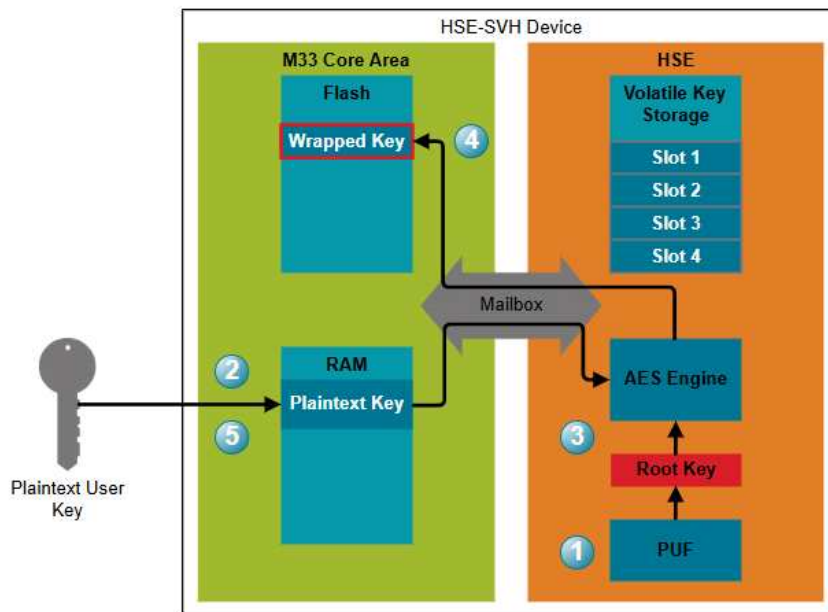 HSE-SVH Device
M33 Core Area
HSE
Flash
Wrapped Key
4
Volatile Key
Storage
Slot 1
Slot 2
Slot 3
Slot 4
Mailbox
2
RAM
Plaintext Key
5
AES Engine
3
Root Key
1
PUF
Plaintext User
Key